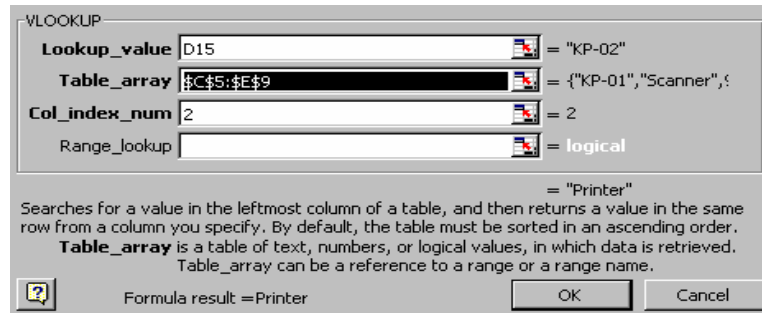 VLOOKUP
Lookup_value D15 = "KP-02"
Table_array $C$5:$E$9 = {"KP-01","Scanner",9
Col_index_num 2 = 2
Range_lookup = logical
= "Printer"
Searches for a value in the leftmost column of a table, and then returns a value in the same
row from a column you specify. By default, the table must be sorted in an ascending order.
Table_array is a table of text, numbers, or logical values, in which data is retrieved.
Table_array can be a reference to a range or a range name.
? Formula result =Printer OK Cancel